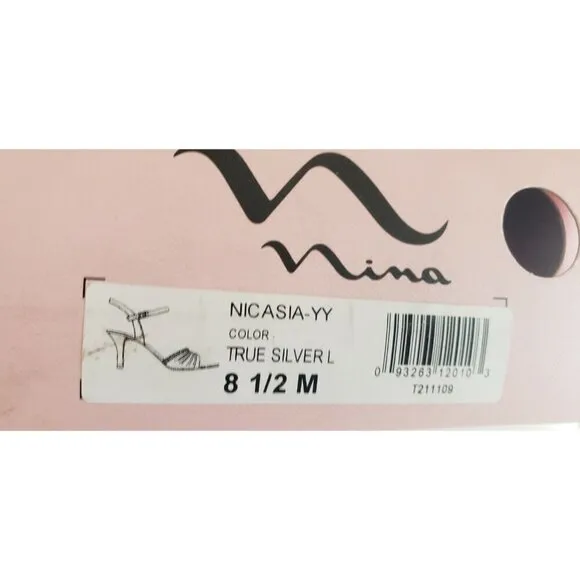 nina
NICASIA-YY
COLOR
TRUE SILVER L
8 1/2 M
0 93263 12010 3
T211109